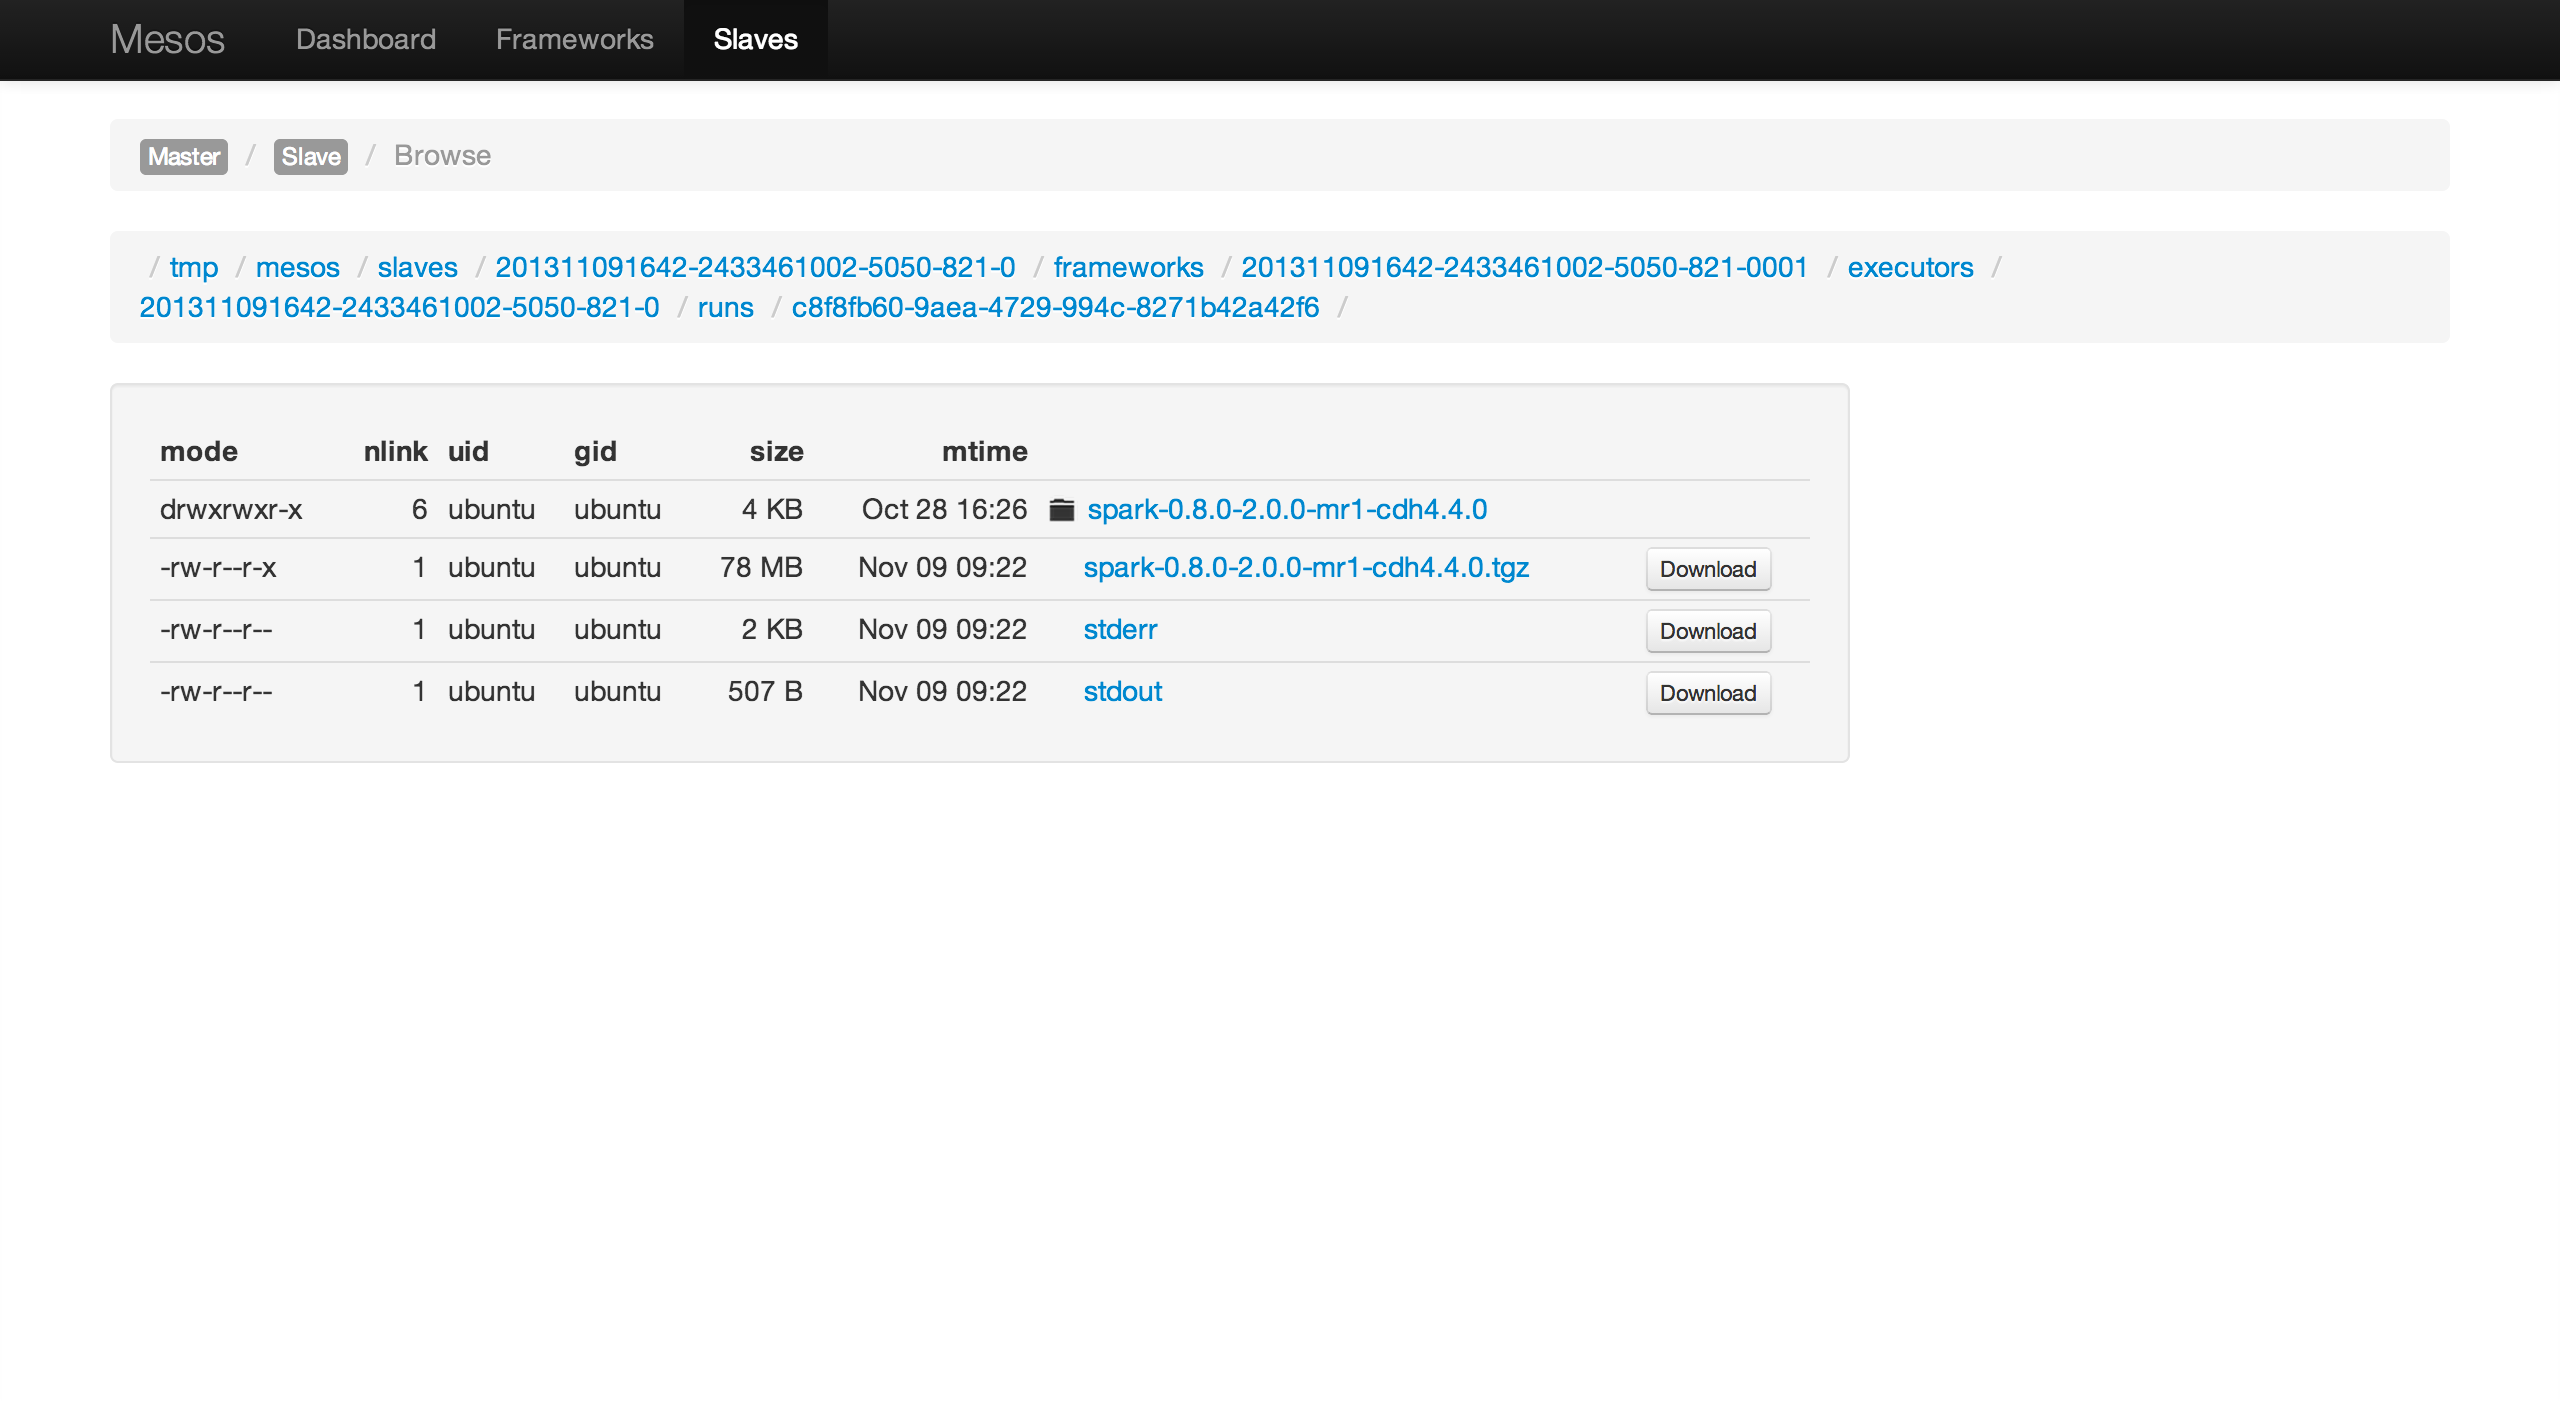 Mesos Dashboard Frameworks Slaves
Master / Slave / Browse
/ tmp / mesos / slaves / 201311091642-2433461002-5050-821-0 / frameworks / 201311091642-2433461002-5050-821-0001 / executors /
201311091642-2433461002-5050-821-0 / runs / c8f8fb60-9aea-4729-994c-8271b42a42f6 /
mode nlink uid gid size mtime
drwxrwxr-x 6 ubuntu ubuntu 4 KB Oct 28 16:26 spark-0.8.0-2.0.0-mr1-cdh4.4.0
-rw-r--r-x 1 ubuntu ubuntu 78 MB Nov 09 09:22 spark-0.8.0-2.0.0-mr1-cdh4.4.0.tgz Download
-rw-r--r-- 1 ubuntu ubuntu 2 KB Nov 09 09:22 stderr Download
-rw-r--r-- 1 ubuntu ubuntu 507 B Nov 09 09:22 stdout Download